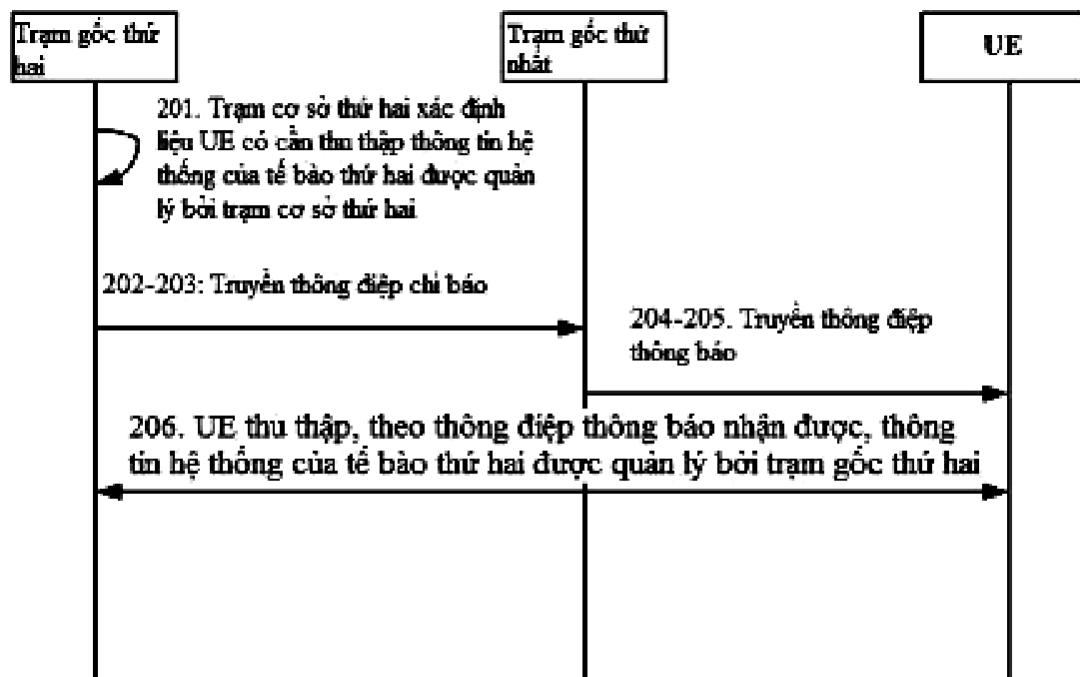 Trạm gốc thứ
hai
Trạm gốc thứ
nhất
UE
201. Trạm cơ sở thứ hai xác định
liệu UE có cần thu thập thông tin hệ
thống của tế bào thứ hai được quản
lý bởi trạm cơ sở thứ hai
202-203: Truyền thông điệp chỉ báo
204-205. Truyền thông điệp
thông báo
206. UE thu thập, theo thông điệp thông báo nhận được, thông
tin hệ thống của tế bào thứ hai được quản lý bởi trạm gốc thứ hai